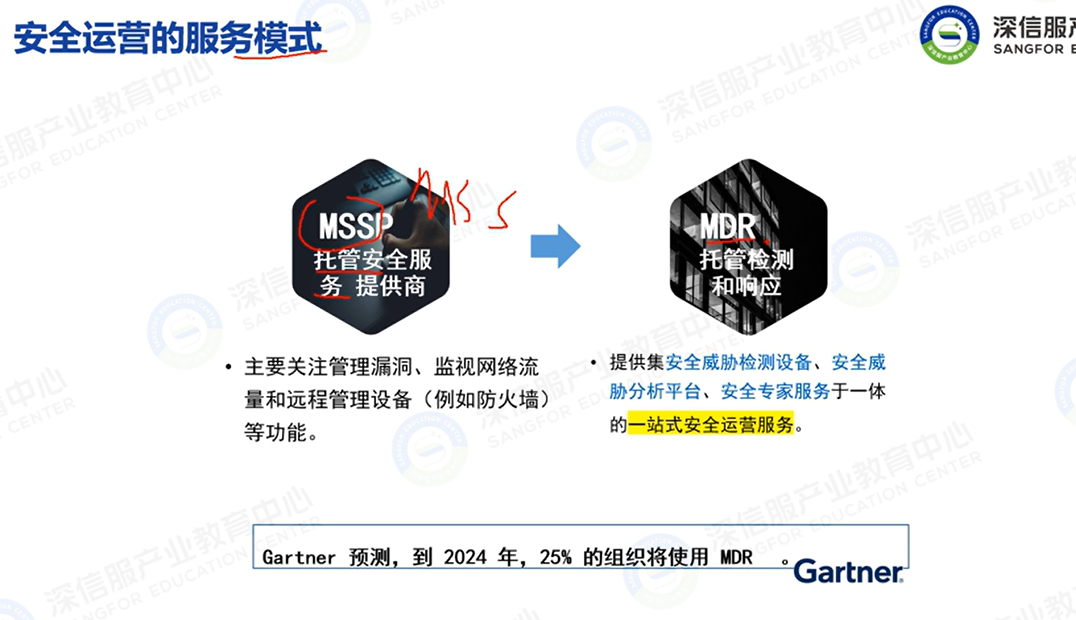 安全运营的服务模式
深信服产
SANGFOR E
MSSP
MSS
托管安全服
务 提供商
MDR
托管检测
和响应
• 主要关注管理漏洞、监视网络流
量和远程管理设备（例如防火墙）
等功能。
• 提供集安全威胁检测设备、安全威
胁分析平台、安全专家服务于一体
的一站式安全运营服务。
Gartner 预测，到 2024 年，25% 的组织将使用 MDR 。
Gartner
深信服产业教育中心
SANGFOR EDUCATION CENTER